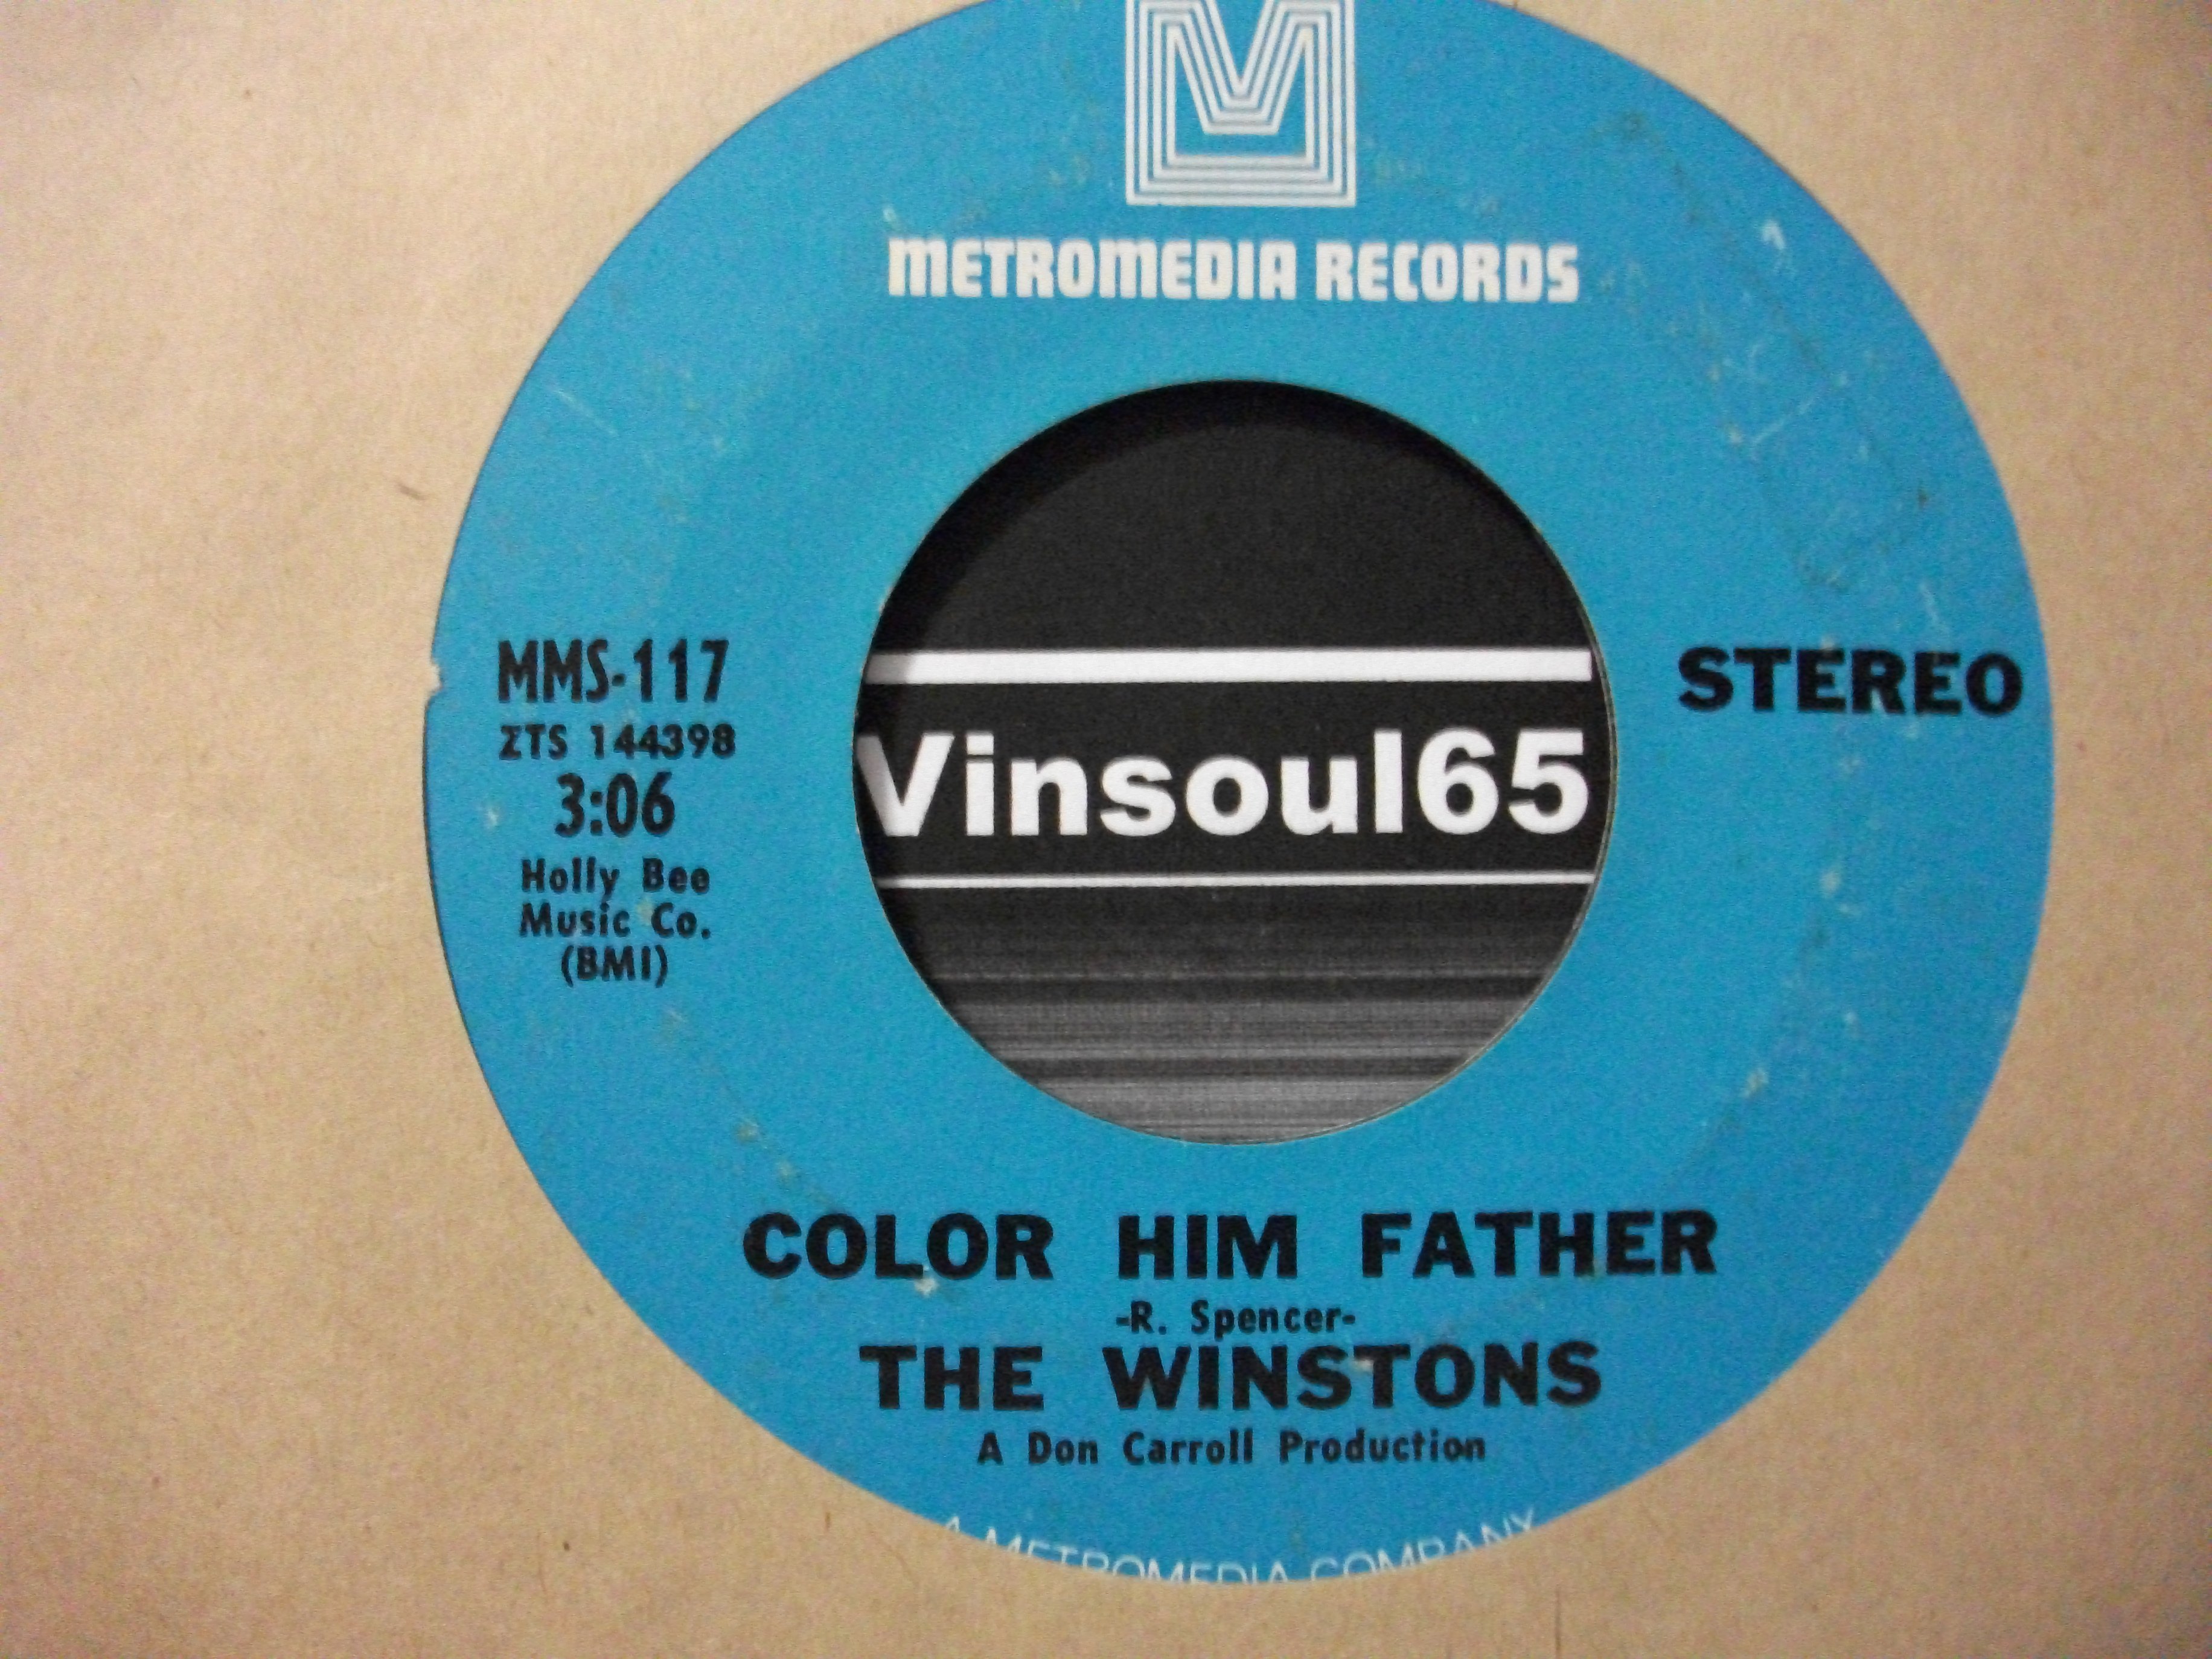 M
METROMEDIA RECORDS
MMS-117
ZTS 144398
3:06
Holly Bee
Music Co.
(BMI)
STEREO
Vinsoul65
COLOR HIM FATHER
-R. Spencer-
THE WINSTONS
A Don Carroll Production
A METROMEDIA COMPANY